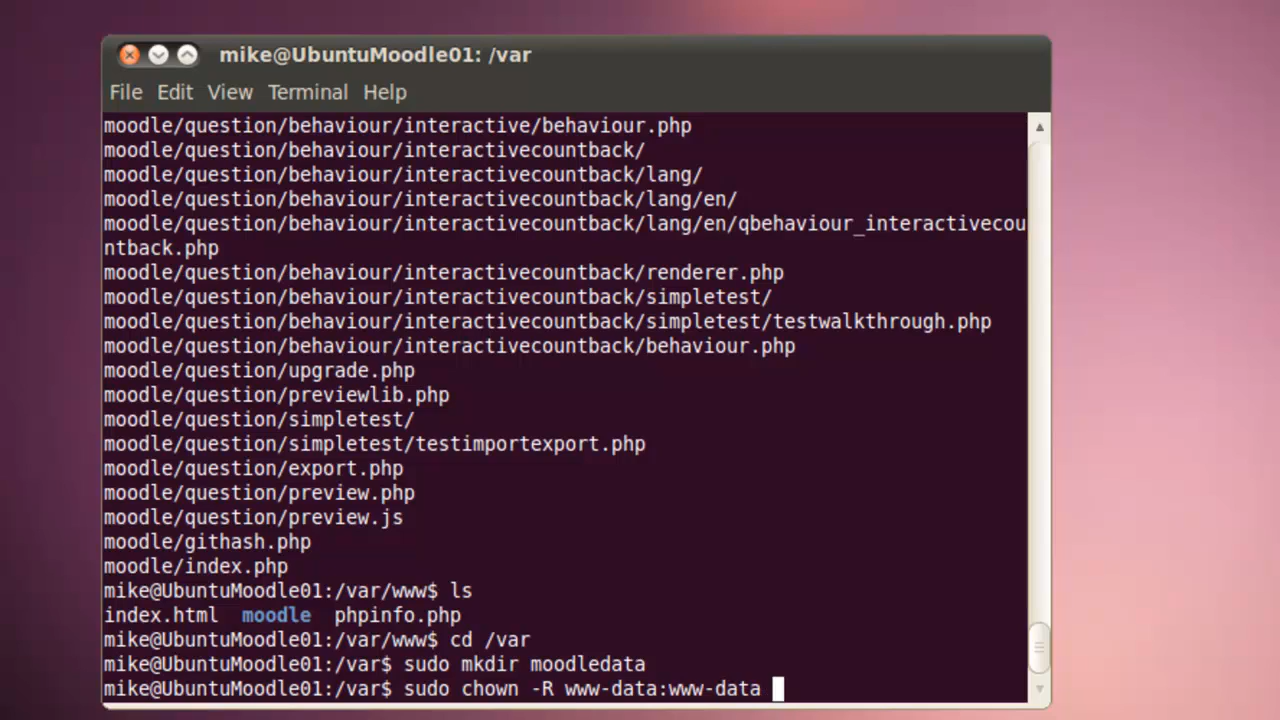 mike@UbuntuMoodle01: /var
File Edit View Terminal Help
moodle/question/behaviour/interactive/behaviour.php
moodle/question/behaviour/interactivecountback/
moodle/question/behaviour/interactivecountback/lang/
moodle/question/behaviour/interactivecountback/lang/en/
moodle/question/behaviour/interactivecountback/lang/en/qbehaviour_interactivecou
ntback.php
moodle/question/behaviour/interactivecountback/renderer.php
moodle/question/behaviour/interactivecountback/simpletest/
moodle/question/behaviour/interactivecountback/simpletest/testwalkthrough.php
moodle/question/behaviour/interactivecountback/behaviour.php
moodle/question/upgrade.php
moodle/question/previewlib.php
moodle/question/simpletest/
moodle/question/simpletest/testimportexport.php
moodle/question/export.php
moodle/question/preview.php
moodle/question/preview.js
moodle/githash.php
moodle/index.php
mike@UbuntuMoodle01:/var/www$ ls
index.html  moodle  phpinfo.php
mike@UbuntuMoodle01:/var/www$ cd /var
mike@UbuntuMoodle01:/var$ sudo mkdir moodledata
mike@UbuntuMoodle01:/var$ sudo chown -R www-data:www-data